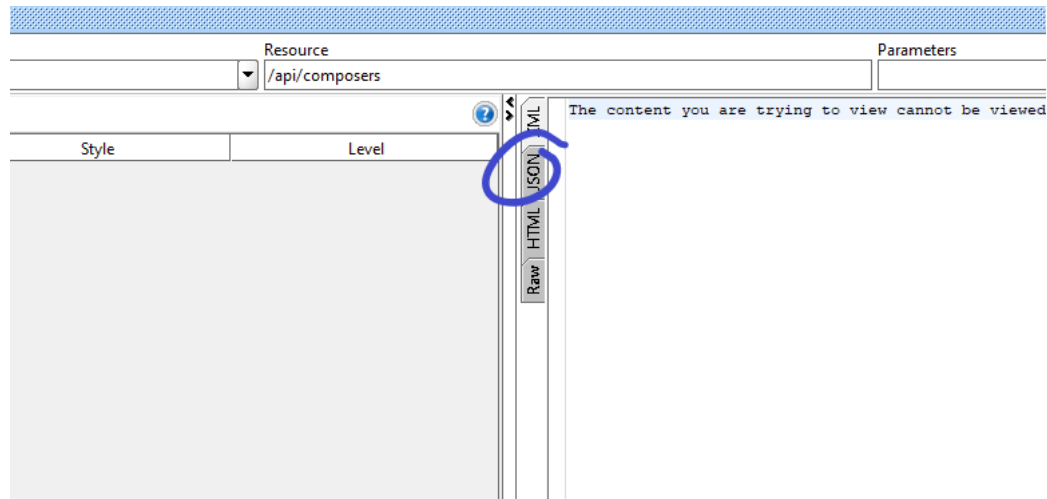 Resource
Parameters
/api/composers
Style
Level
XML
JSON
HTML
Raw
The content you are trying to view cannot be viewed